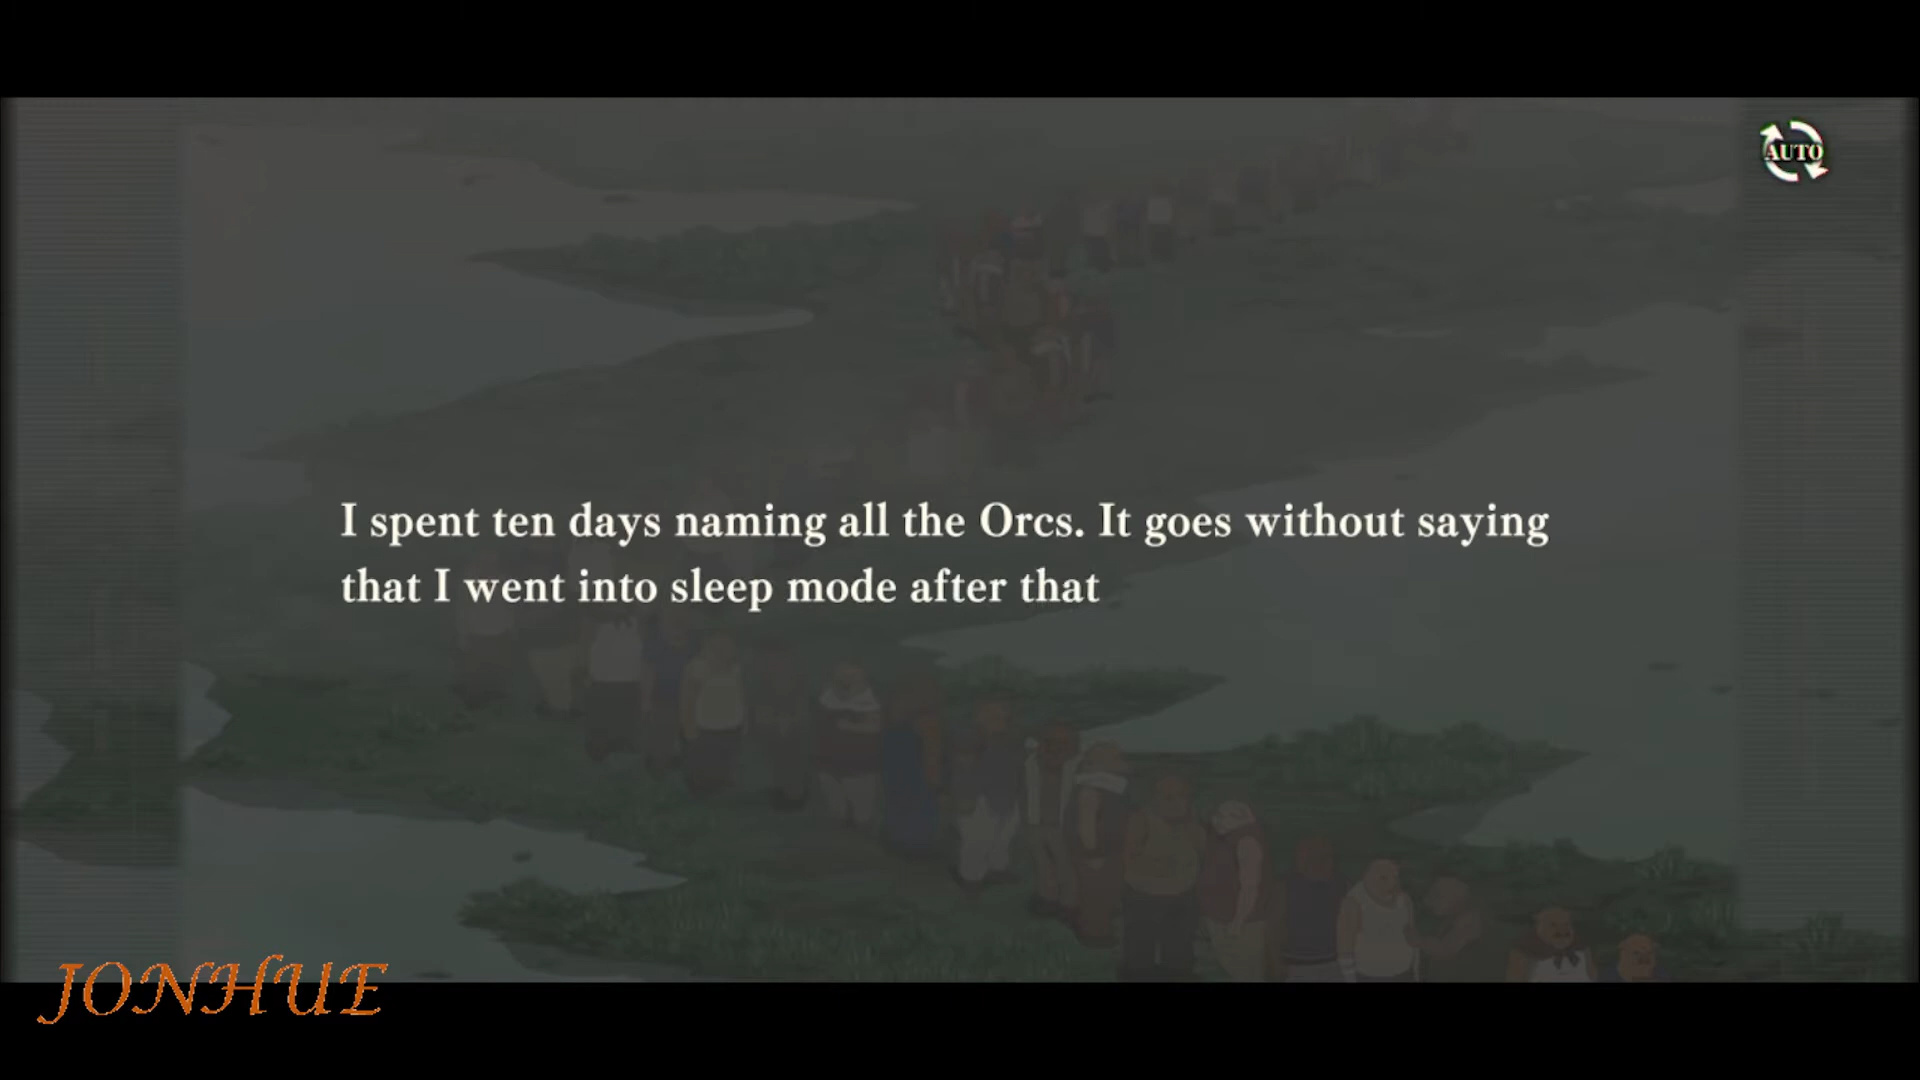 AUTO
I spent ten days naming all the Orcs. It goes without saying
that I went into sleep mode after that
JONHUE